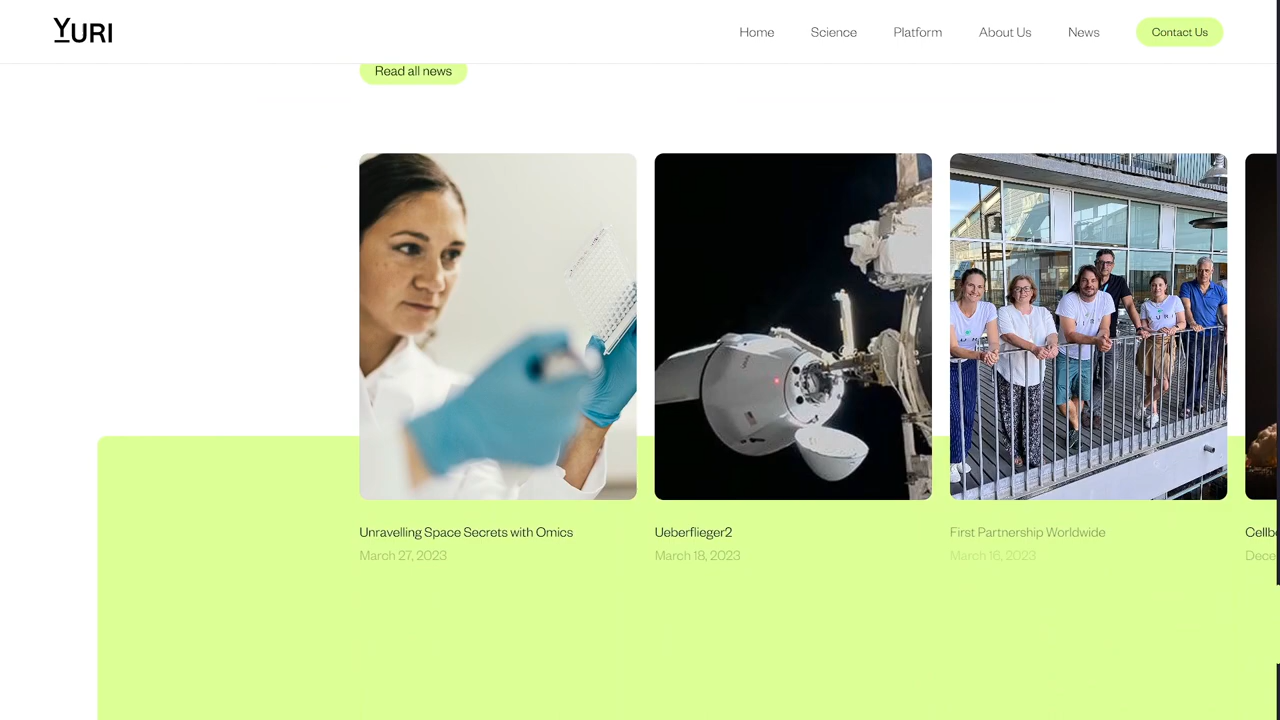 YURI
Home
Science
Platform
About Us
News
Contact Us
Read all news
Unravelling Space Secrets with Omics
March 27, 2023
Ueberflieger2
March 18, 2023
First Partnership Worldwide
March 16, 2023